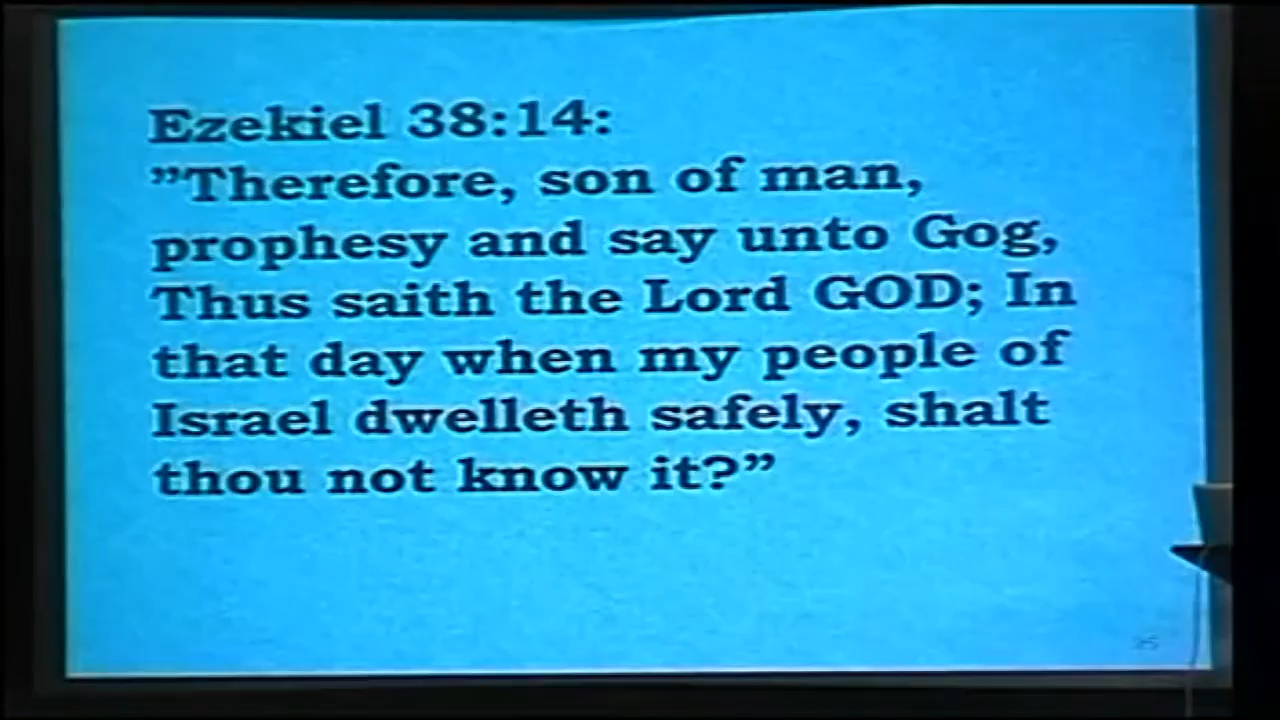 Ezekiel 38:14:
”Therefore, son of man,
prophesy and say unto Gog,
Thus saith the Lord GOD; In
that day when my people of
Israel dwelleth safely, shalt
thou not know it?”